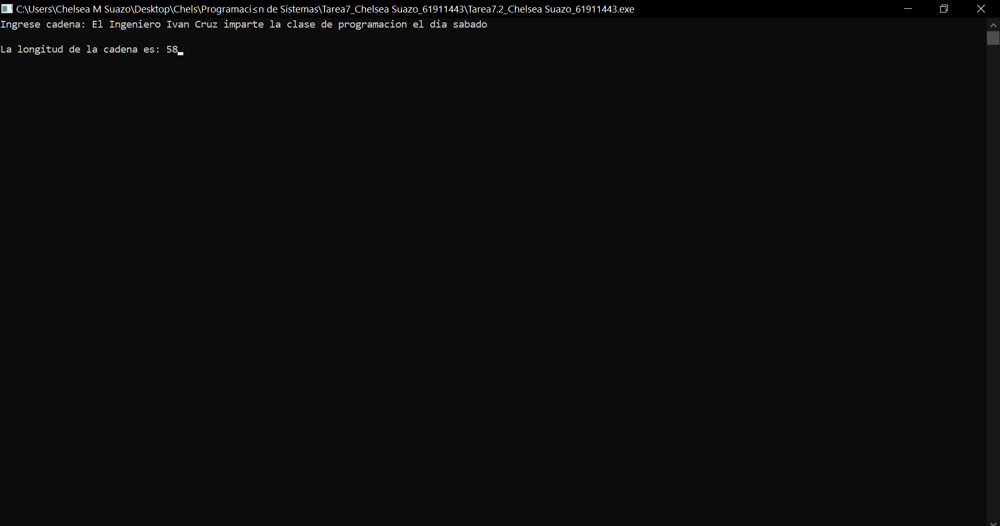 C:\Users\Chelsea M Suazo\Desktop\Chels\Programaci≤n de Sistemas\Tarea7_Chelsea Suazo_61911443\Tarea7.2_Chelsea Suazo_61911443.exe
Ingrese cadena: El Ingeniero Ivan Cruz imparte la clase de programacion el dia sabado
La longitud de la cadena es: 58